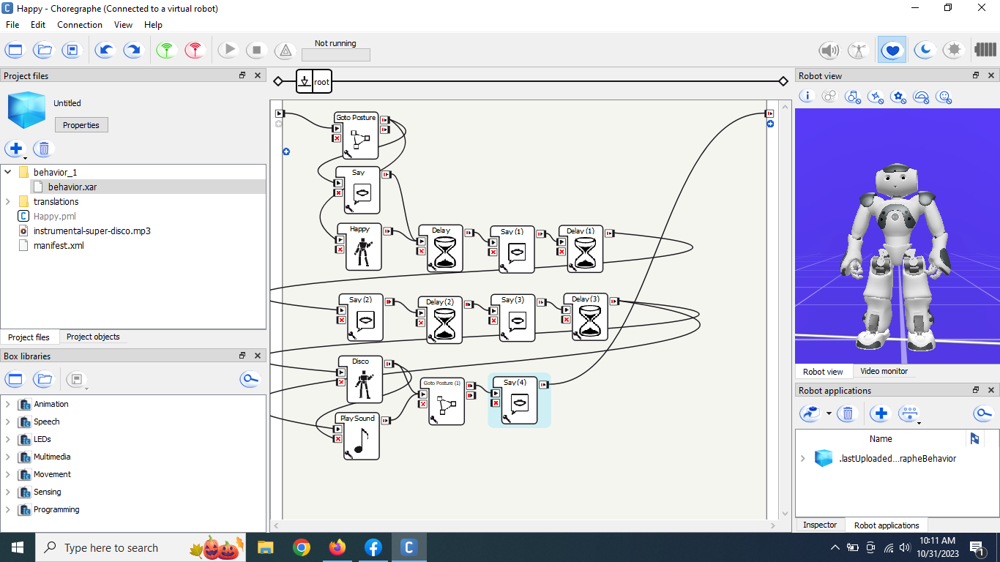 Happy - Choregraphe (Connected to a virtual robot)
File Edit Connection View Help
Not running
Project files
Untitled
Properties
behavior_1
behavior.xar
translations
Happy.pml
instrumental-super-disco.mp3
manifest.xml
Project files Project objects
Box libraries
Animation
Speech
LEDs
Multimedia
Movement
Sensing
Programming
root
Goto Posture
Say
Happy
Delay
Say (1)
Delay (1)
Say (2)
Delay (2)
Say (3)
Delay (3)
Disco
Goto Posture (1)
Say (4)
Play Sound
Robot view
Robot view Video monitor
Robot applications
Name
.lastUploaded...rapheBehavior
Inspector Robot applications
Type here to search
10:11 AM
10/31/2023
1